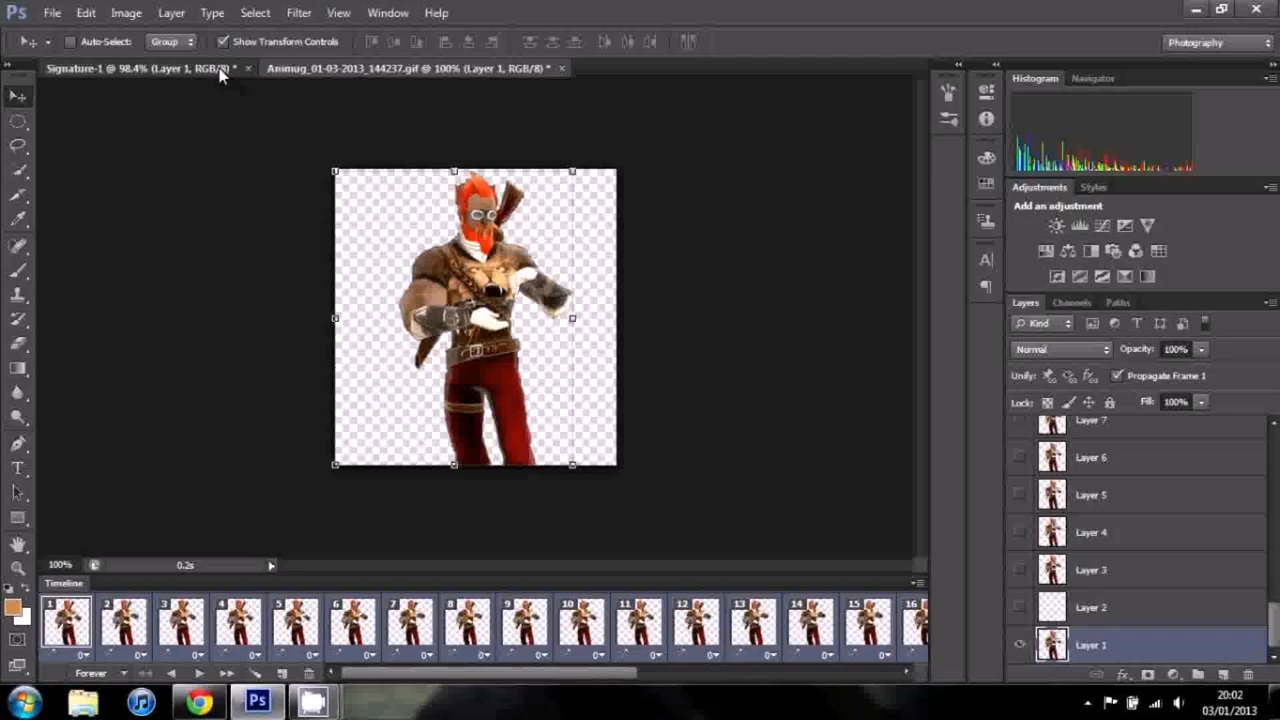 Ps File Edit Image Layer Type Select Filter View Window Help
Auto-Select: Group Show Transform Controls Photography
Signature-1 @ 98.4% (Layer 1, RGB/8) * × Animug_01-03-2013_144237.gif @ 100% (Layer 1, RGB/8) * ×
Histogram Navigator
Adjustments Styles
Add an adjustment
Layers Channels Paths
Kind
Normal Opacity: 100%
Unify: Propagate Frame 1
Lock: Fill: 100%
Layer 7
Layer 6
Layer 5
Layer 4
Layer 3
Layer 2
Layer 1
100% 0.2s
Timeline
1 2 3 4 5 6 7 8 9 10 11 12 13 14 15 16
Forever
Ps
20:02
03/01/2013